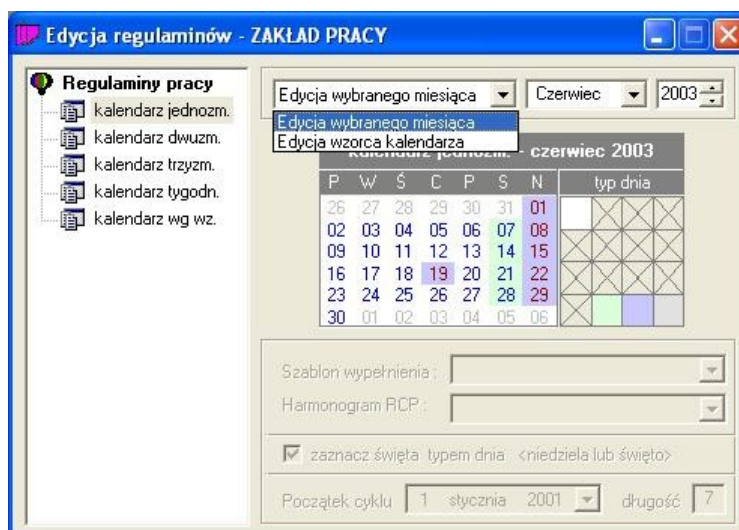 Edycja regulaminów - ZAKŁAD PRACY
Regulaminy pracy
kalendarz jednozm.
kalendarz dwuzm.
kalendarz trzyzm.
kalendarz tygodn.
kalendarz wg wz.
Edycja wybranego miesiąca Czerwiec 2003
Edycja wybranego miesiąca
Edycja wzorca kalendarza
kalendarz jednozm. - czerwiec 2003
P W Ś C P S N typ dnia
26 27 28 29 30 31 01
02 03 04 05 06 07 08
09 10 11 12 13 14 15
16 17 18 19 20 21 22
23 24 25 26 27 28 29
30 01 02 03 04 05 06
Szablon wypełnienia :
Harmonogram RCP :
zaznacz święta typem dnia <niedziela lub święto>
Początek cyklu 1 stycznia 2001 długość 7